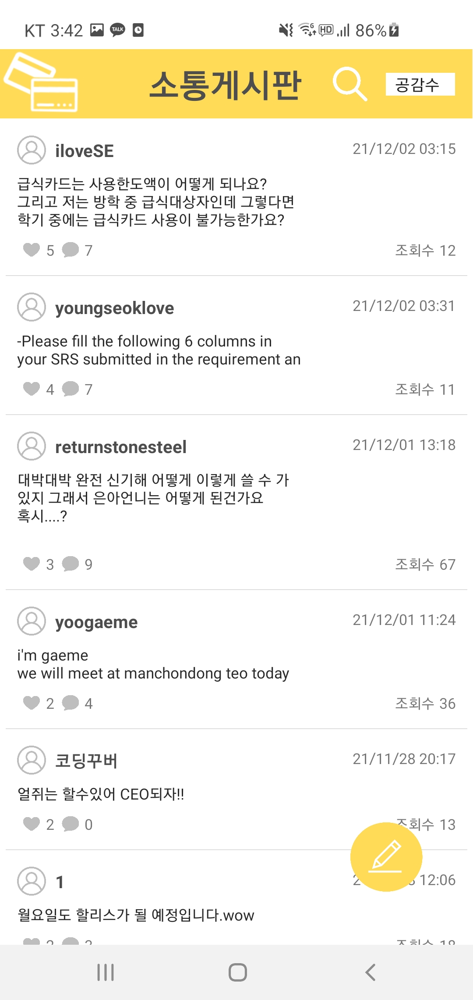 KT 3:42 TALK HD 86%
소통게시판 공감수
iloveSE 21/12/02 03:15
급식카드는 사용한도액이 어떻게 되나요?
그리고 저는 방학 중 급식대상자인데 그렇다면
학기 중에는 급식카드 사용이 불가능한가요?
5 7 조회수 12
youngseoklove 21/12/02 03:31
-Please fill the following 6 columns in
your SRS submitted in the requirement an
4 7 조회수 11
returnstonesteel 21/12/01 13:18
대박대박 완전 신기해 어떻게 이렇게 쓸 수 가
있지 그래서 은아언니는 어떻게 된건가요
혹시....?
3 9 조회수 67
yoogaeme 21/12/01 11:24
i'm gaeme
we will meet at manchondong teo today
2 4 조회수 36
코딩꾸버 21/11/28 20:17
얼쥐는 할수있어 CEO되자!!
2 0 조회수 13
1 12:06
월요일도 할리스가 될 예정입니다.wow
조회수